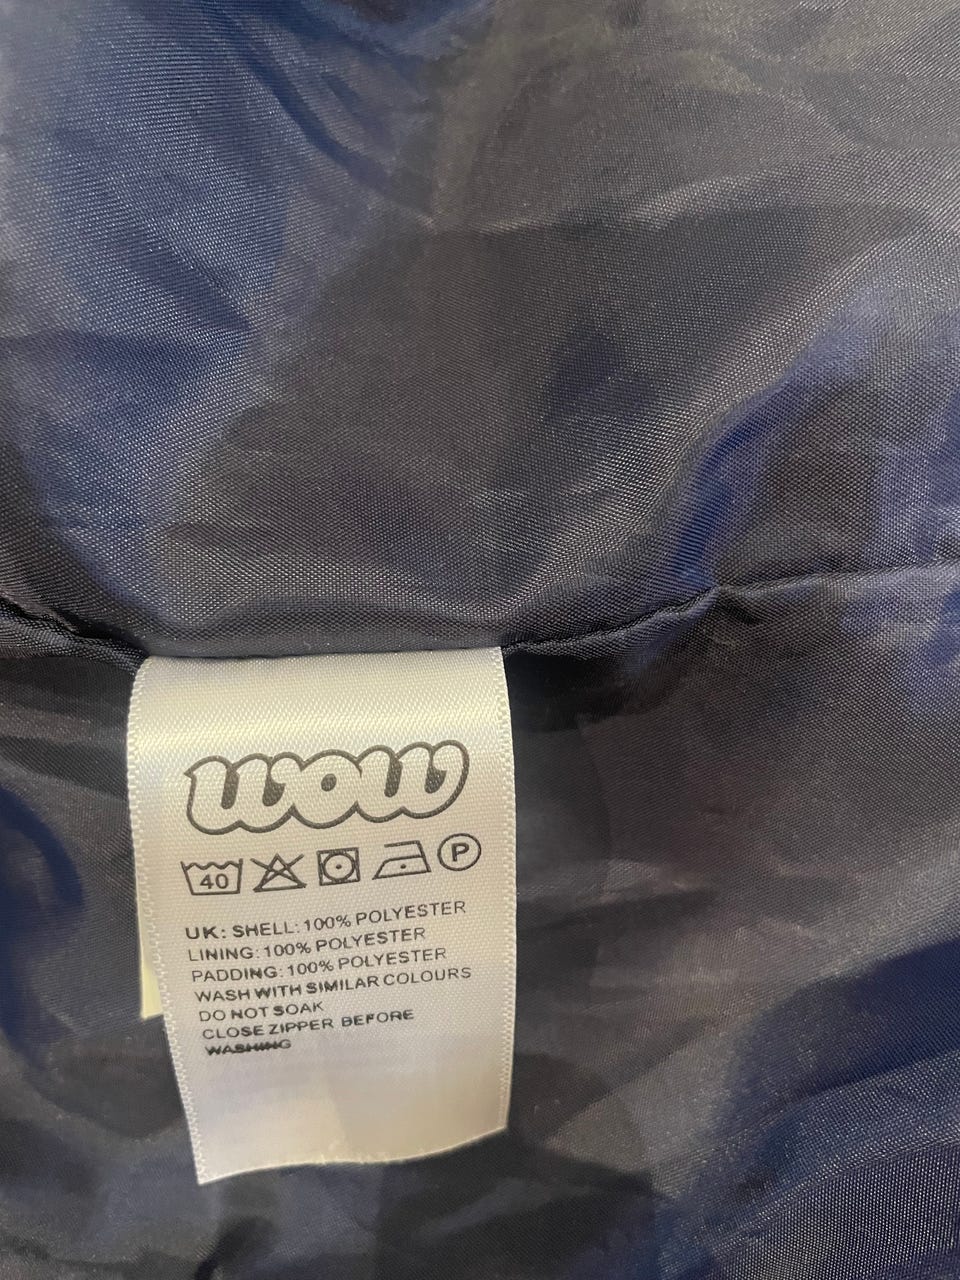 wow
40 P
UK: SHELL: 100% POLYESTER
LINING: 100% POLYESTER
PADDING: 100% POLYESTER
WASH WITH SIMILAR COLOURS
DO NOT SOAK
CLOSE ZIPPER BEFORE
WASHING